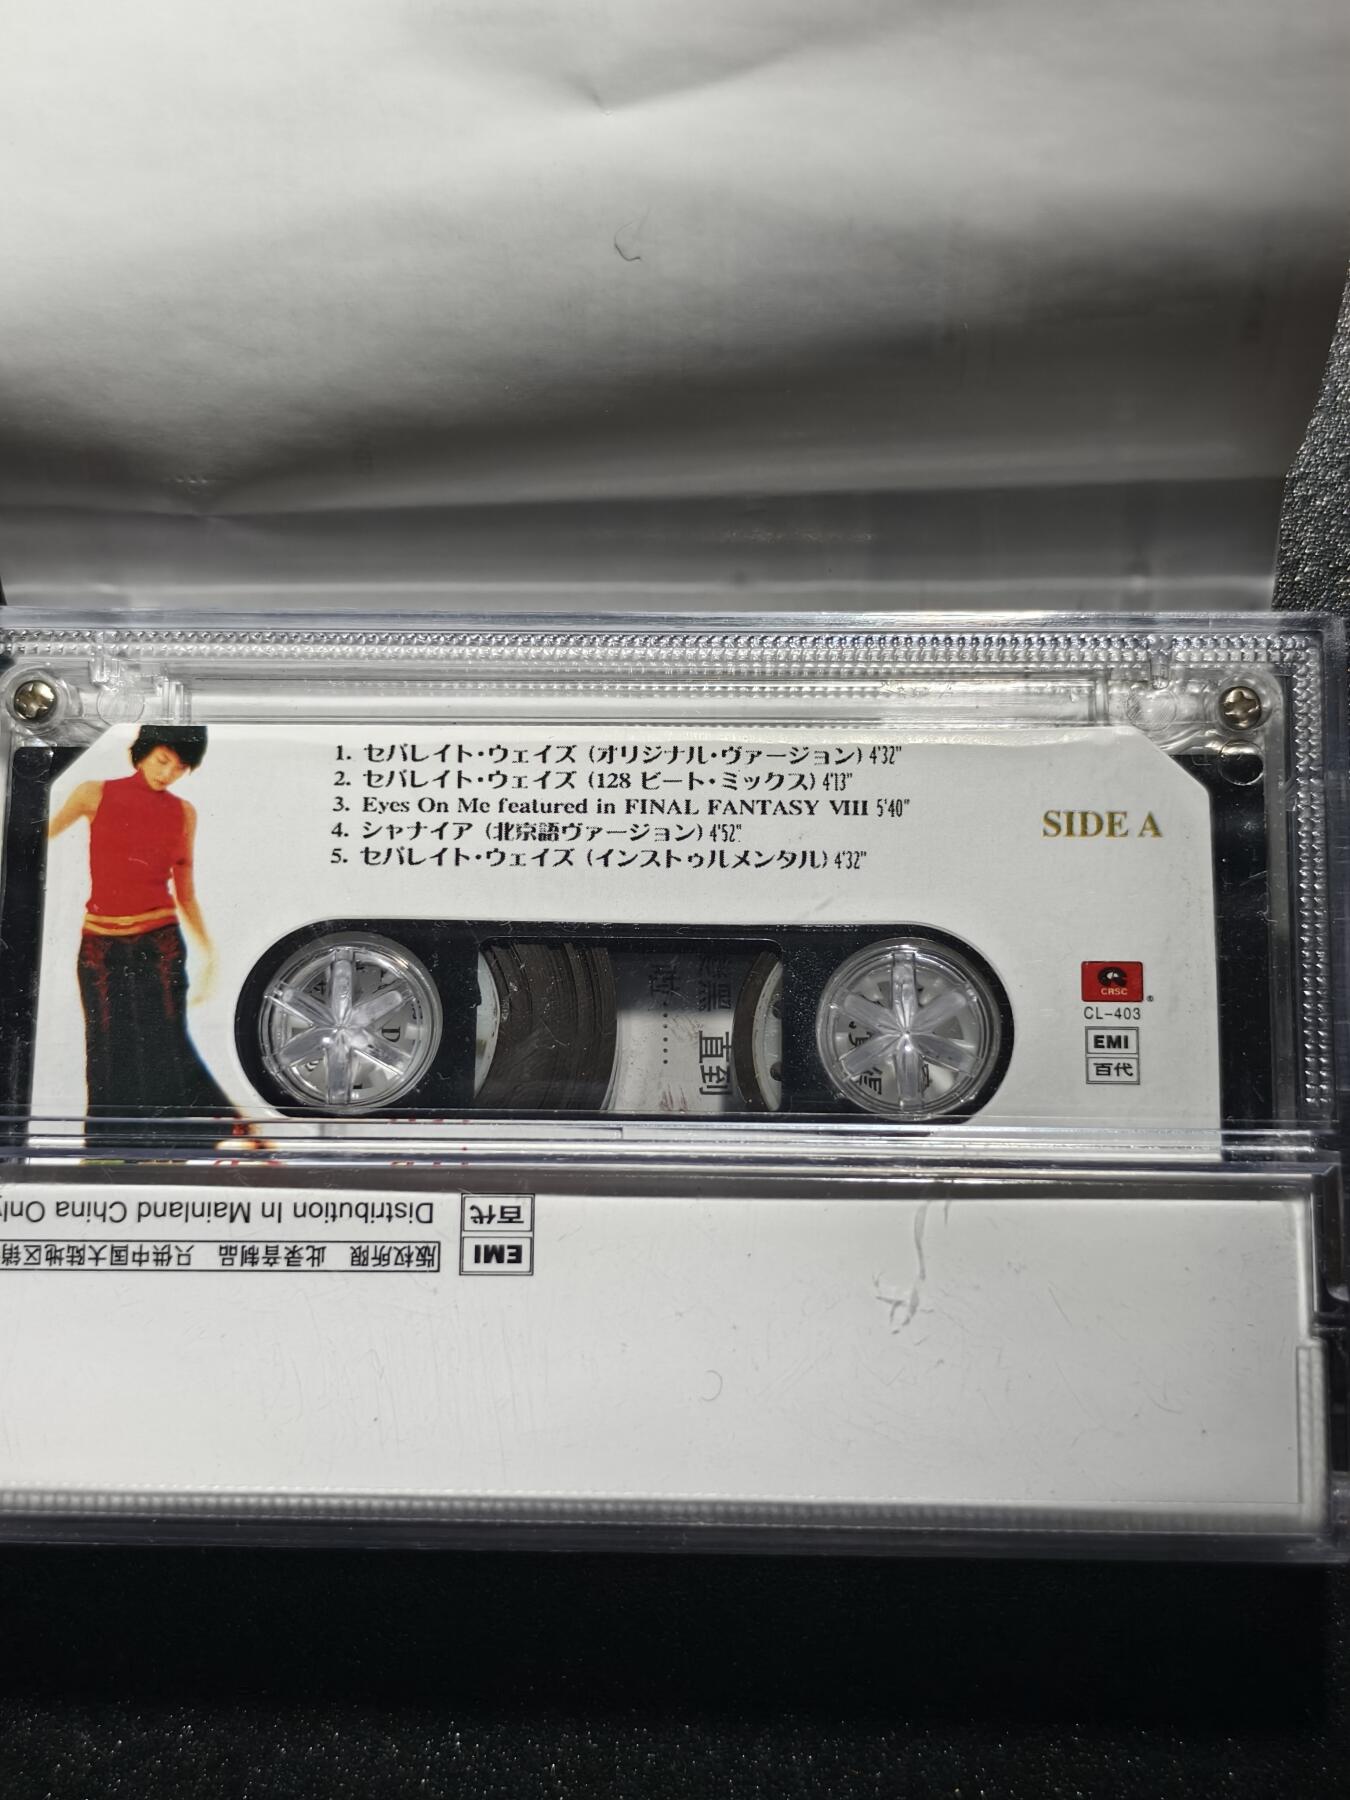 1. セパレイト・ウェイズ (オリジナル・ヴァージョン) 4'32"
2. セパレイト・ウェイズ (128 ビート・ミックス) 4'13"
3. Eyes On Me featured in FINAL FANTASY VIII 5'40"
4. シャナイア (北京語ヴァージョン) 4'52"
5. セパレイト・ウェイズ (インストゥルメンタル) 4'32"
SIDE A
CRSC
®
CL-403
EMI
百代
直到
EMI
百代
版权所限 此录音制品 只供中国大陆地区销
Distribution In Mainland China Only